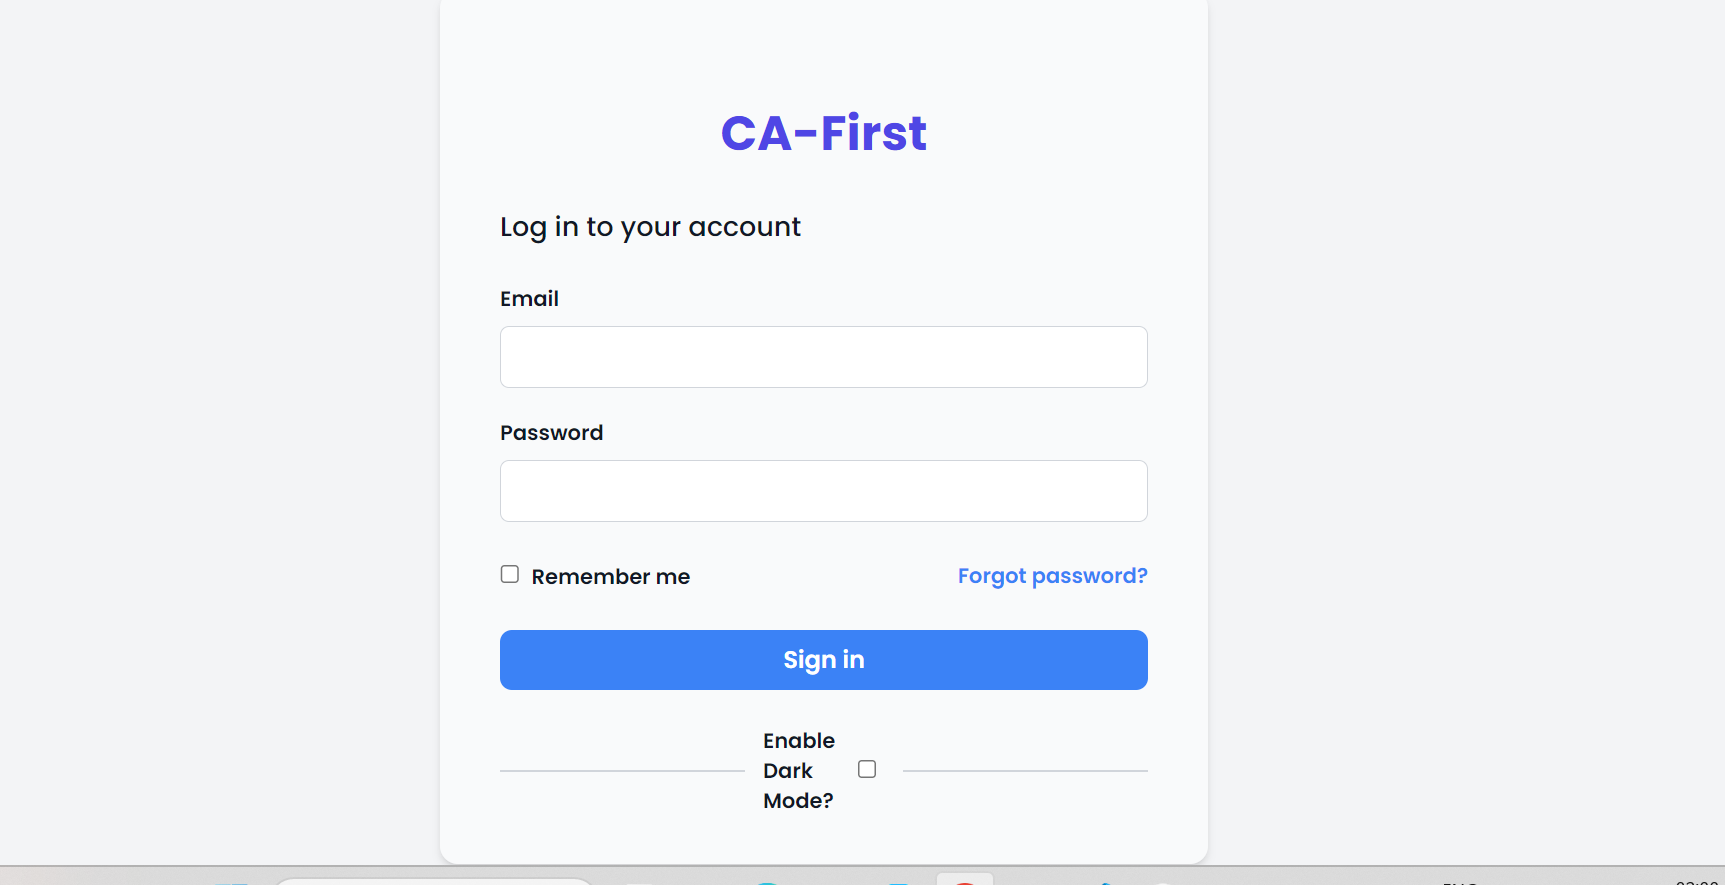 CA-First
Log in to your account
Email
Password
Remember me
Forgot password?
Sign in
Enable
Dark
Mode?